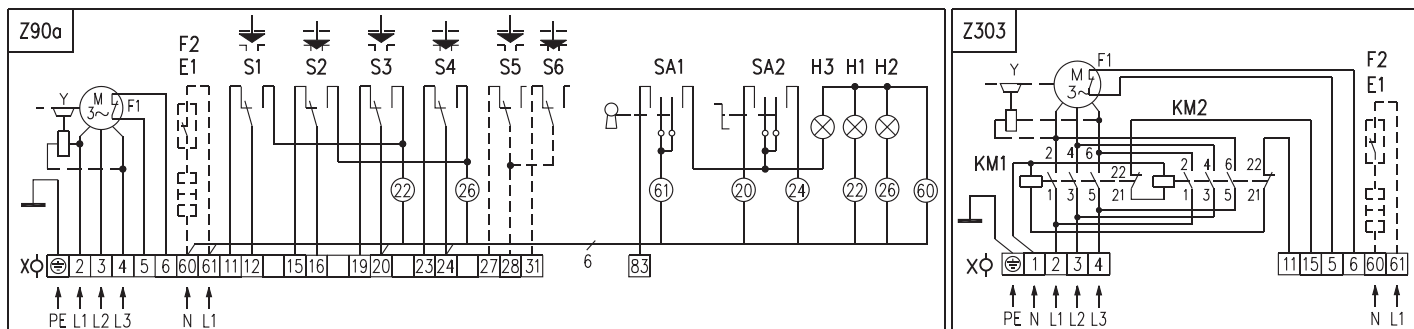 Z90a
F2
E1 S1 S2 S3 S4 S5 S6 SA1 SA2 H3 H1 H2
Y M 3~ F1
22 26 61 20 24 22 26 60
6
X 2 3 4 5 6 60 61 11 12 15 16 19 20 23 24 27 28 31 83
PE L1 L2 L3 N L1
Z303
Y M 3~ F1 F2
E1
KM2
KM1 2 4 6 22 21 2 4 6 22
1 3 5 1 3 5 21
X 1 2 3 4 11 15 5 6 60 61
PE N L1 L2 L3 N L1